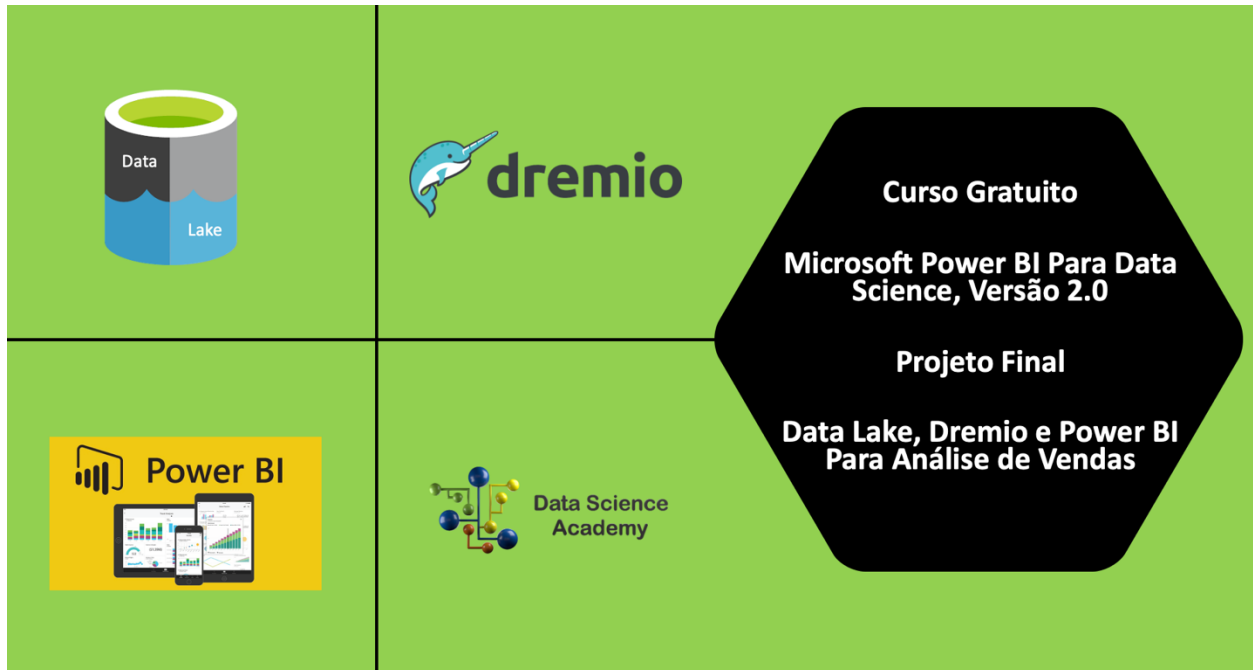 Data
Lake
dremio
Curso Gratuito
Microsoft Power BI Para Data
Science, Versão 2.0
Projeto Final
Data Lake, Dremio e Power BI
Para Análise de Vendas
Power BI
Data Science
Academy